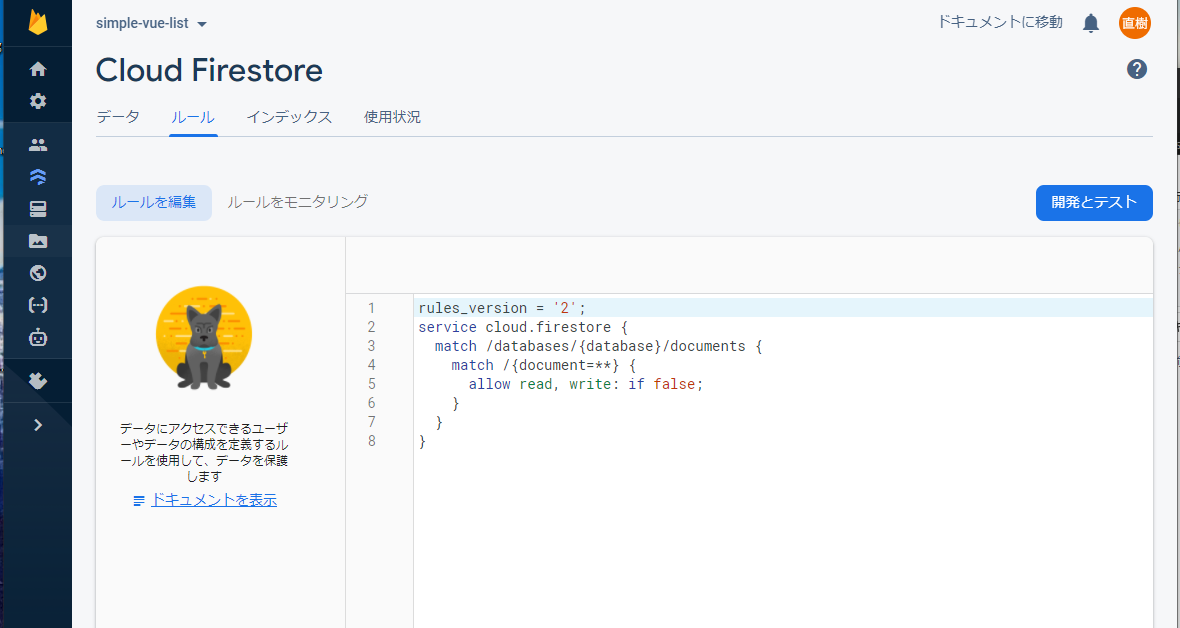 simple-vue-list
ドキュメントに移動
直樹
Cloud Firestore
データ ルール インデックス 使用状況
ルールを編集 ルールをモニタリング
開発とテスト
1 rules_version = '2';
2 service cloud.firestore {
3 match /databases/{database}/documents {
4 match /{document=**} {
5 allow read, write: if false;
6 }
7 }
8 }
データにアクセスできるユーザ
ーやデータの構成を定義するル
ールを使用して、データを保護
します
ドキュメントを表示